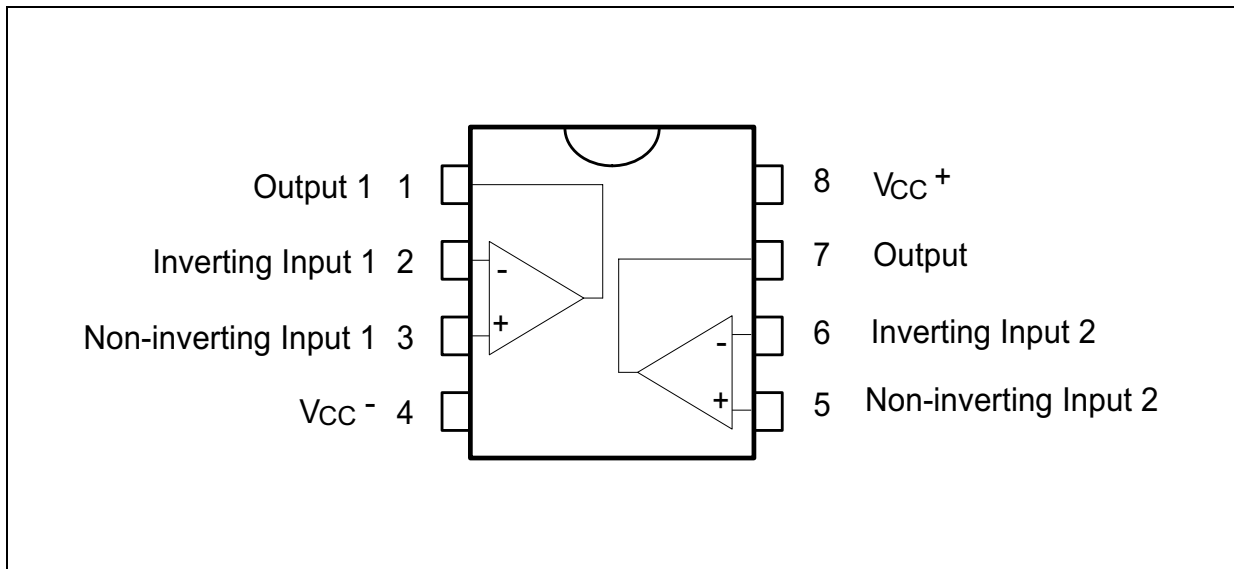 Output 1 1
Inverting Input 1 2
-
Non-inverting Input 1 3
+
VCC - 4
8 VCC +
7 Output
6 Inverting Input 2
-
5 Non-inverting Input 2
+